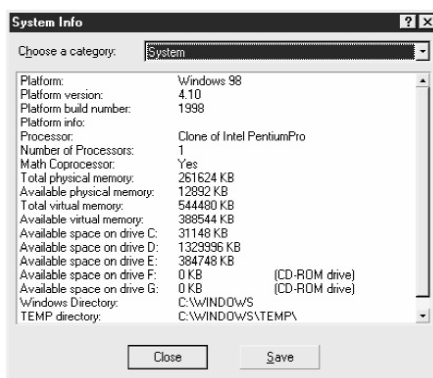 System Info
Choose a category: System
Platform: Windows 98
Platform version: 4.10
Platform build number: 1998
Platform info:
Processor: Clone of Intel PentiumPro
Number of Processors: 1
Math Coprocessor: Yes
Total physical memory: 261624 KB
Available physical memory: 12892 KB
Total virtual memory: 544480 KB
Available virtual memory: 388544 KB
Available space on drive C: 31148 KB
Available space on drive D: 1329996 KB
Available space on drive E: 384748 KB
Available space on drive F: 0 KB (CD-ROM drive)
Available space on drive G: 0 KB (CD-ROM drive)
Windows Directory: C:\WINDOWS
TEMP directory: C:\WINDOWS\TEMP\
Close Save